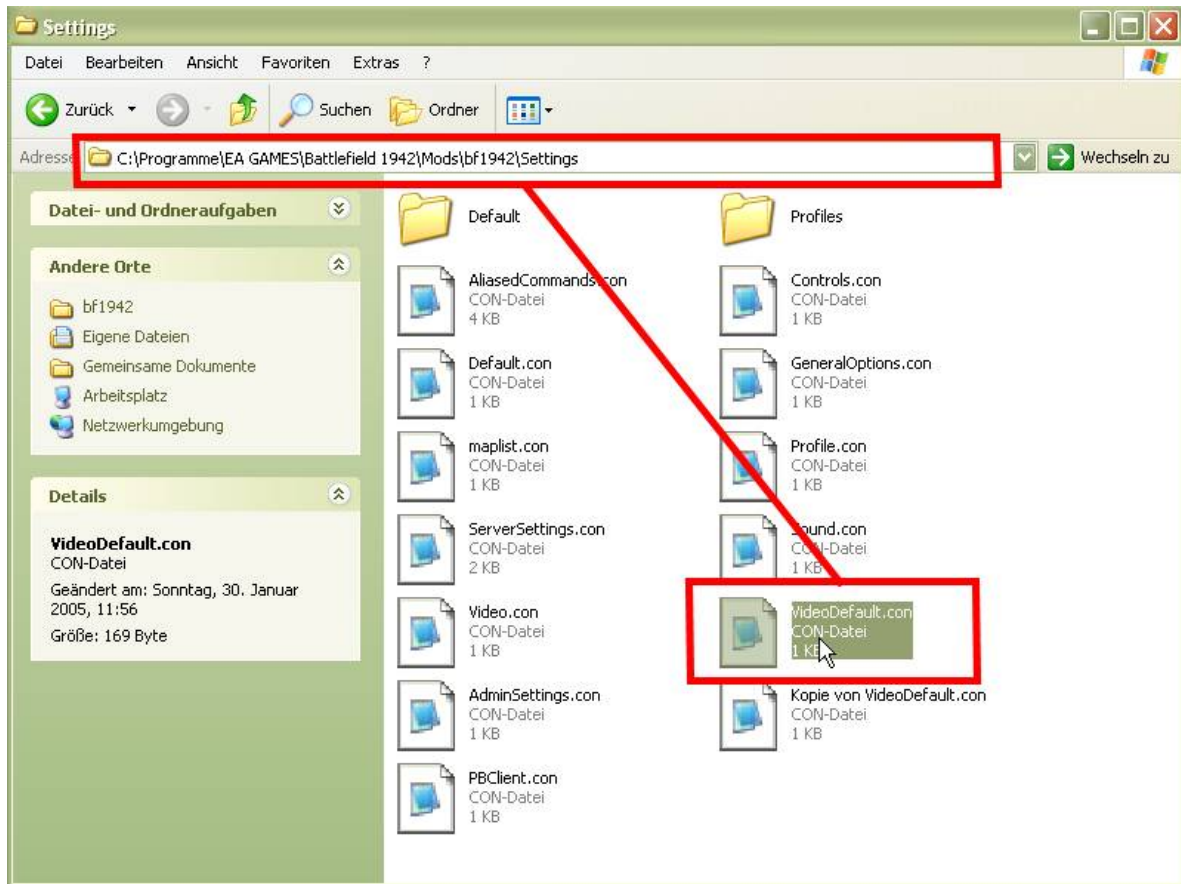 Settings
Datei Bearbeiten Ansicht Favoriten Extras ?
Zurück Suchen Ordner
Adresse C:\Programme\EA GAMES\Battlefield 1942\Mods\bf1942\Settings Wechseln zu
Datei- und Ordneraufgaben
Andere Orte
bf1942
Eigene Dateien
Gemeinsame Dokumente
Arbeitsplatz
Netzwerkumgebung
Details
VideoDefault.con
CON-Datei
Geändert am: Sonntag, 30. Januar
2005, 11:56
Größe: 169 Byte
Default
Profiles
AliasedCommands.con
CON-Datei
4 KB
Controls.con
CON-Datei
1 KB
Default.con
CON-Datei
1 KB
GeneralOptions.con
CON-Datei
1 KB
maplist.con
CON-Datei
1 KB
Profile.con
CON-Datei
1 KB
ServerSettings.con
CON-Datei
2 KB
Sound.con
CON-Datei
1 KB
Video.con
CON-Datei
1 KB
VideoDefault.con
CON-Datei
1 KB
AdminSettings.con
CON-Datei
1 KB
Kopie von VideoDefault.con
CON-Datei
1 KB
PBClient.con
CON-Datei
1 KB